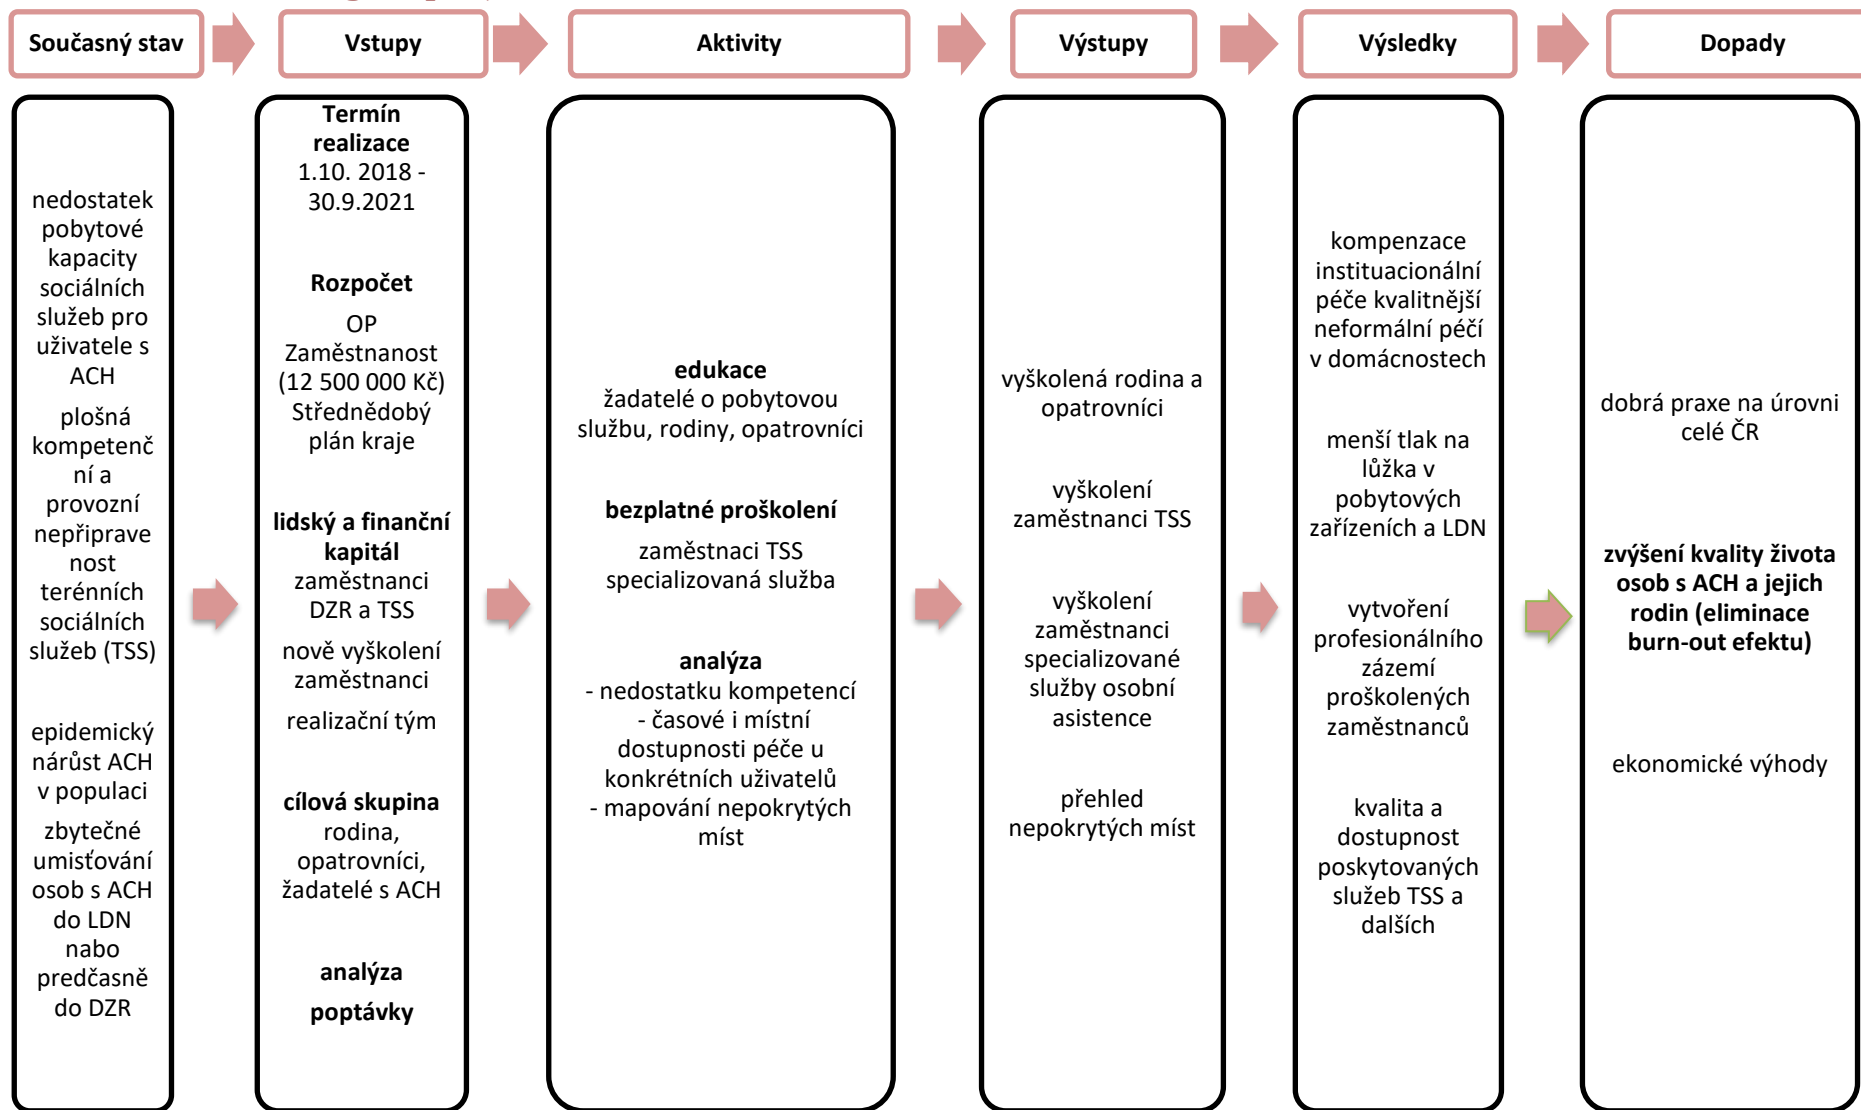 Současný stav
Vstupy
Aktivity
Výstupy
Výsledky
Dopady
nedostatek
pobytové
kapacity
sociálních
služeb pro
uživatele s
ACH
plošná
kompetenč
ní a
provozní
nepřiprave
nost
terénních
sociálních
služeb (TSS)
epidemický
nárůst ACH
v populaci
zbytečné
umisťování
osob s ACH
do LDN
nabo
predčasně
do DZR
Termín
realizace
1.10. 2018 -
30.9.2021
Rozpočet
OP
Zaměstnanost
(12 500 000 Kč)
Střednědobý
plán kraje
lidský a finanční
kapitál
zaměstnanci
DZR a TSS
nově vyškolení
zaměstnanci
realizační tým
cílová skupina
rodina,
opatrovníci,
žadatelé s ACH
analýza
poptávky
edukace
žadatelé o pobytovou
službu, rodiny, opatrovníci
bezplatné proškolení
zaměstnaci TSS
specializovaná služba
analýza
- nedostatku kompetencí
- časové i místní
dostupnosti péče u
konkrétních uživatelů
- mapování nepokrytých
míst
vyškolená rodina a
opatrovníci
vyškolení
zaměstnanci TSS
vyškolení
zaměstnanci
specializované
služby osobní
asistence
přehled
nepokrytých míst
kompenzace
instituacionální
péče kvalitnější
neformální péčí
v domácnostech
menší tlak na
lůžka v
pobytových
zařízeních a LDN
vytvoření
profesionálního
zázemí
proškolených
zaměstnanců
kvalita a
dostupnost
poskytovaných
služeb TSS a
dalších
dobrá praxe na úrovni
celé ČR
zvýšení kvality života
osob s ACH a jejich
rodin (eliminace
burn-out efektu)
ekonomické výhody